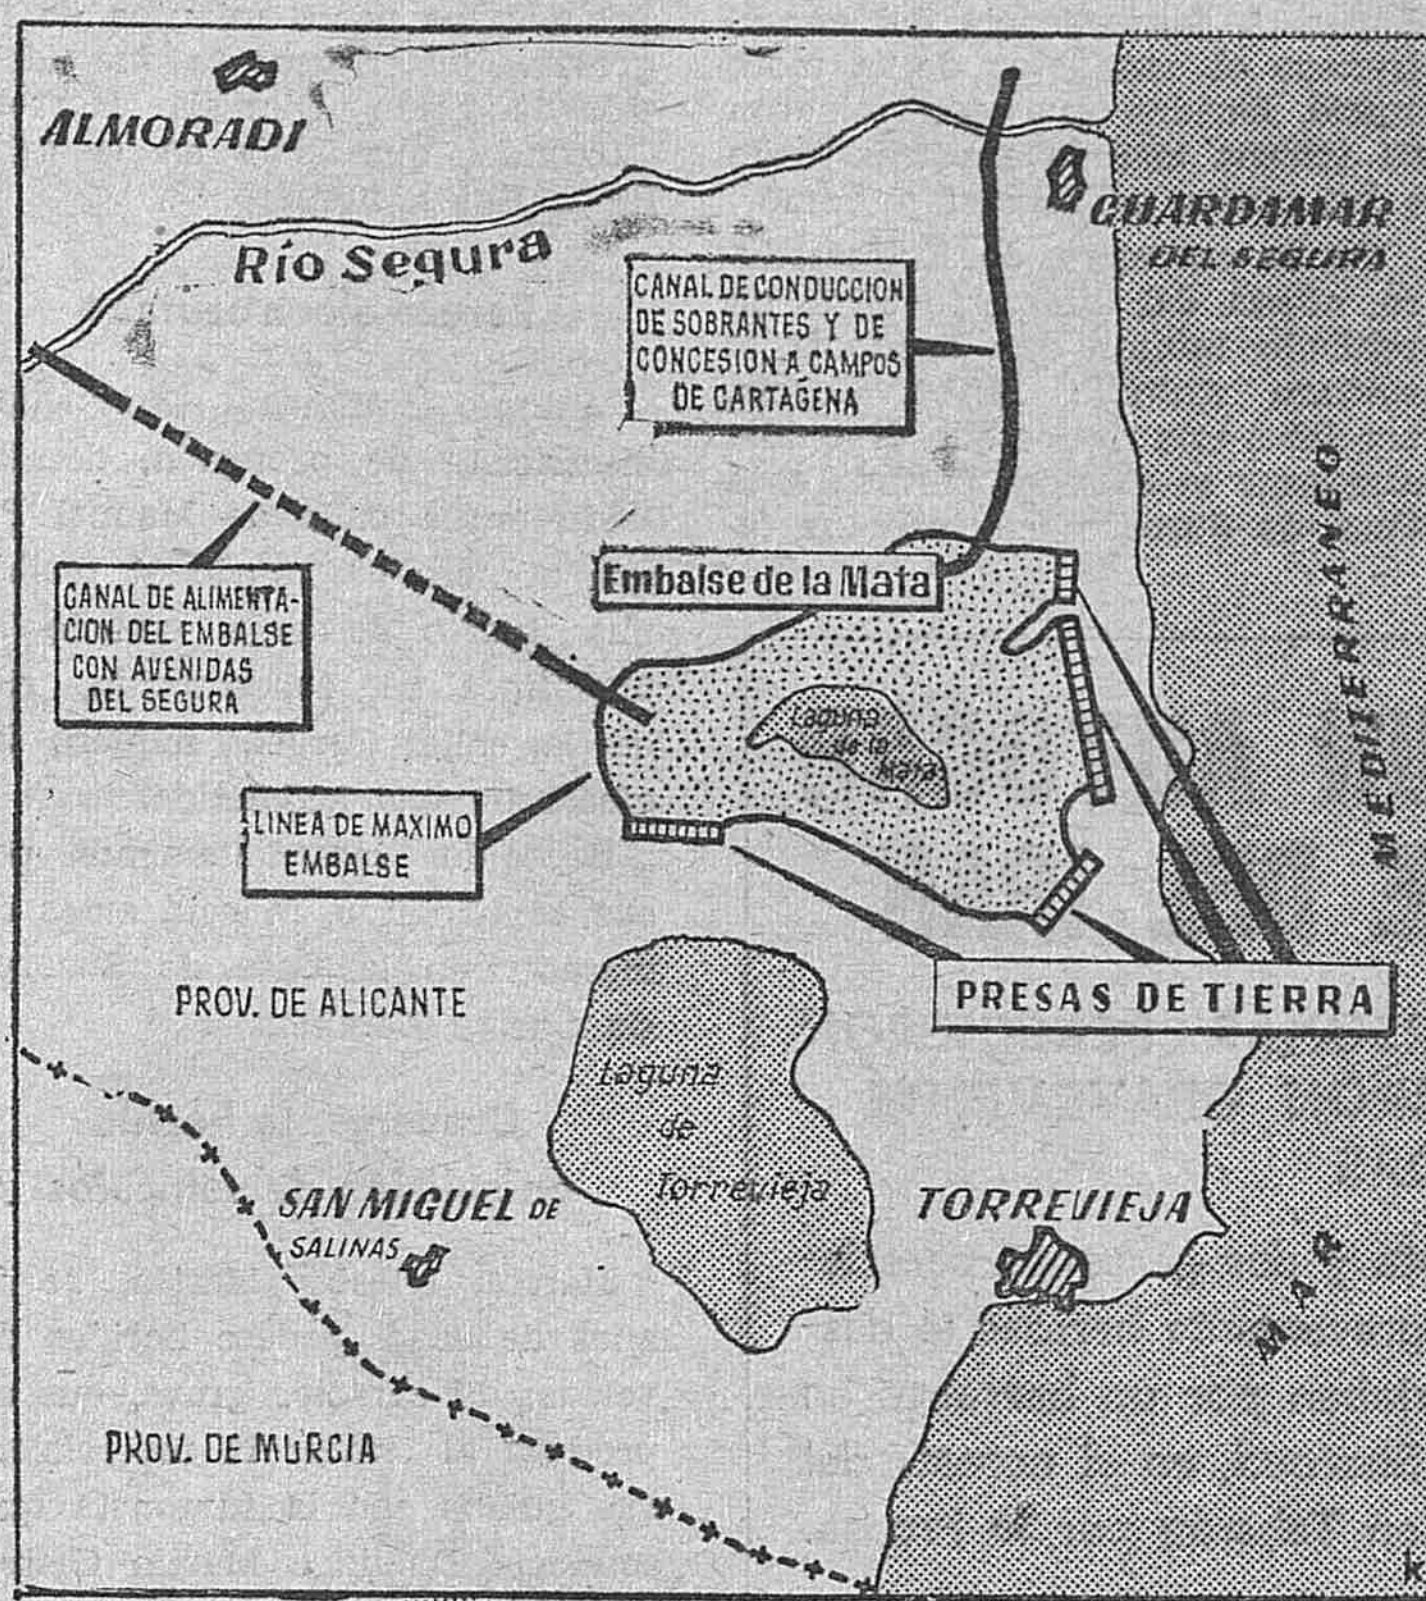 ALMORADI
Río Segura
GUARDAMAR
DEL SEGURA
CANAL DE CONDUCCION
DE SOBRANTES Y DE
CONCESION A CAMPOS
DE CARTAGENA
CANAL DE ALIMENTA-
CION DEL EMBALSE
CON AVENIDAS
DEL SEGURA
Embalse de la Mata
Laguna
de la
Mata
LINEA DE MAXIMO
EMBALSE
PRESAS DE TIERRA
MAR MEDITERRANEO
PROV. DE ALICANTE
Laguna
de
Torrevieja
SAN MIGUEL DE
SALINAS
TORREVIEJA
PROV. DE MURCIA